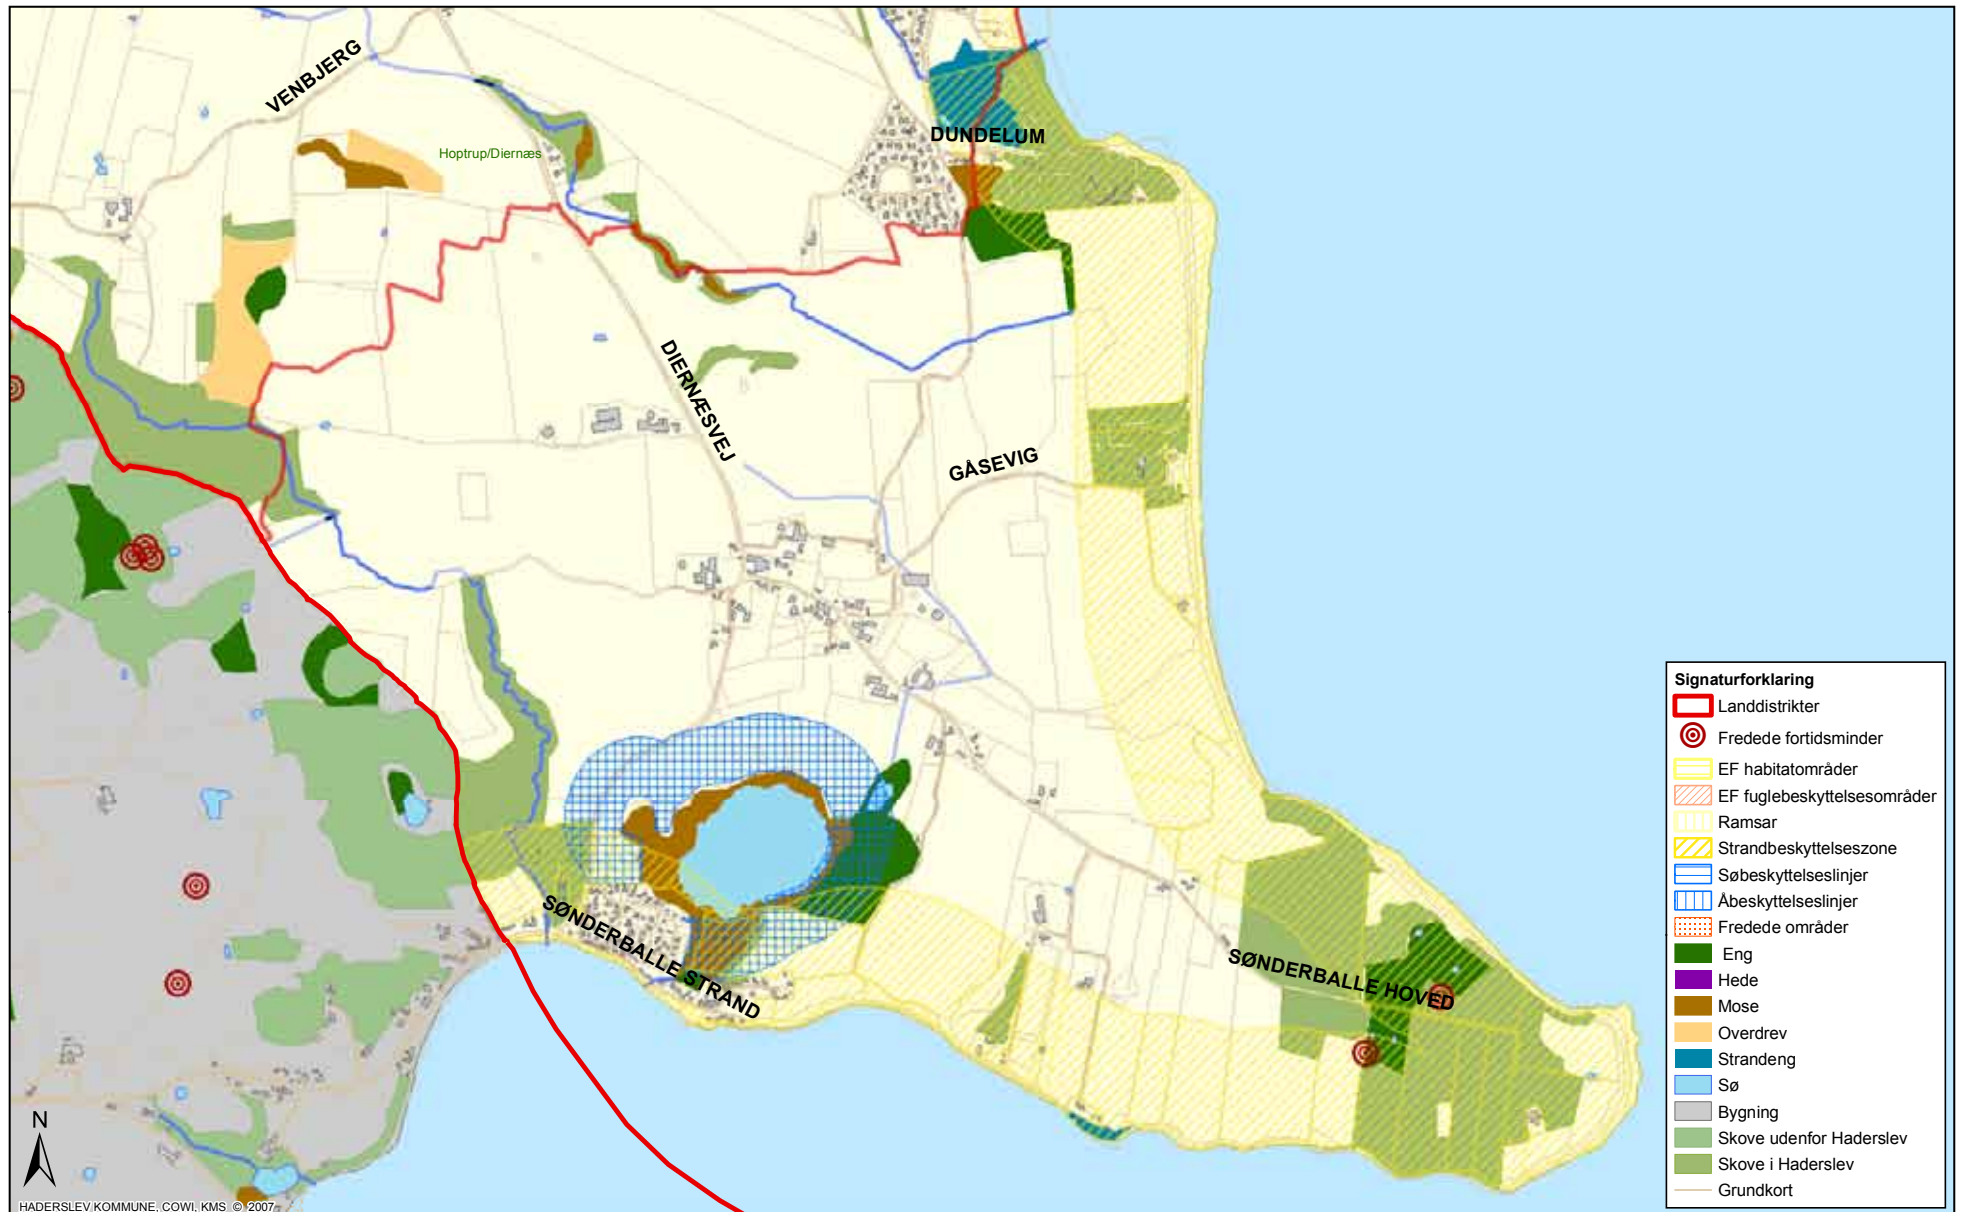 VENBJERG
Hoptrup/Diernæs
DUNDELUM
DIERNÆSVEJ
GÅSEVIG
SØNDERBALLE STRAND
SØNDERBALLE HOVED
Signaturforklaring
Landdistrikter
Fredede fortidsminder
EF habitatområder
EF fuglebeskyttelsesområder
Ramsar
Strandbeskyttelseszone
Søbeskyttelseslinjer
Åbeskyttelseslinjer
Fredede områder
Eng
Hede
Mose
Overdrev
Strandeng
Sø
Bygning
Skove udenfor Haderslev
Skove i Haderslev
Grundkort
N
HADERSLEV KOMMUNE, COWI, KMS © 2007